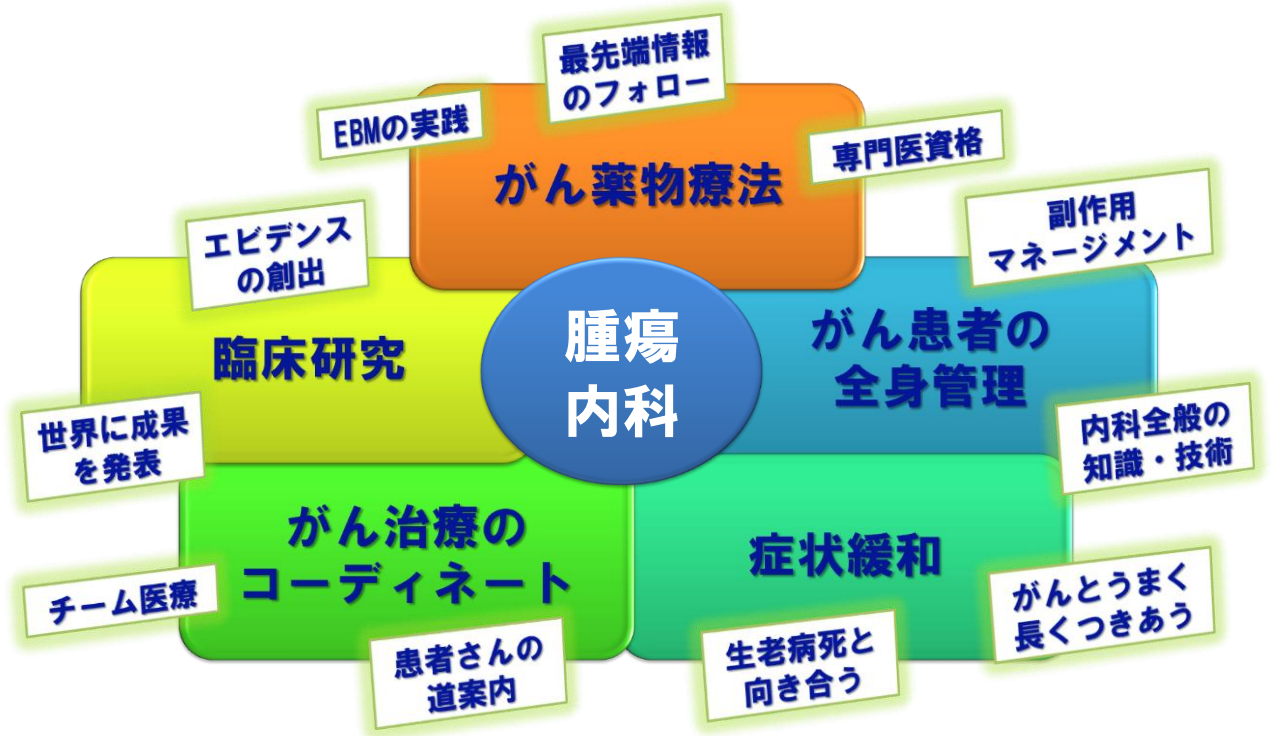 最先端情報
のフォロー
EBMの実践
専門医資格
がん薬物療法
副作用
マネージメント
エビデンス
の創出
臨床研究
腫瘍
内科
がん患者の
全身管理
世界に成果
を発表
内科全般の
知識・技術
がん治療の
コーディネート
症状緩和
チーム医療
がんとうまく
長くつきあう
患者さんの
道案内
生老病死と
向き合う